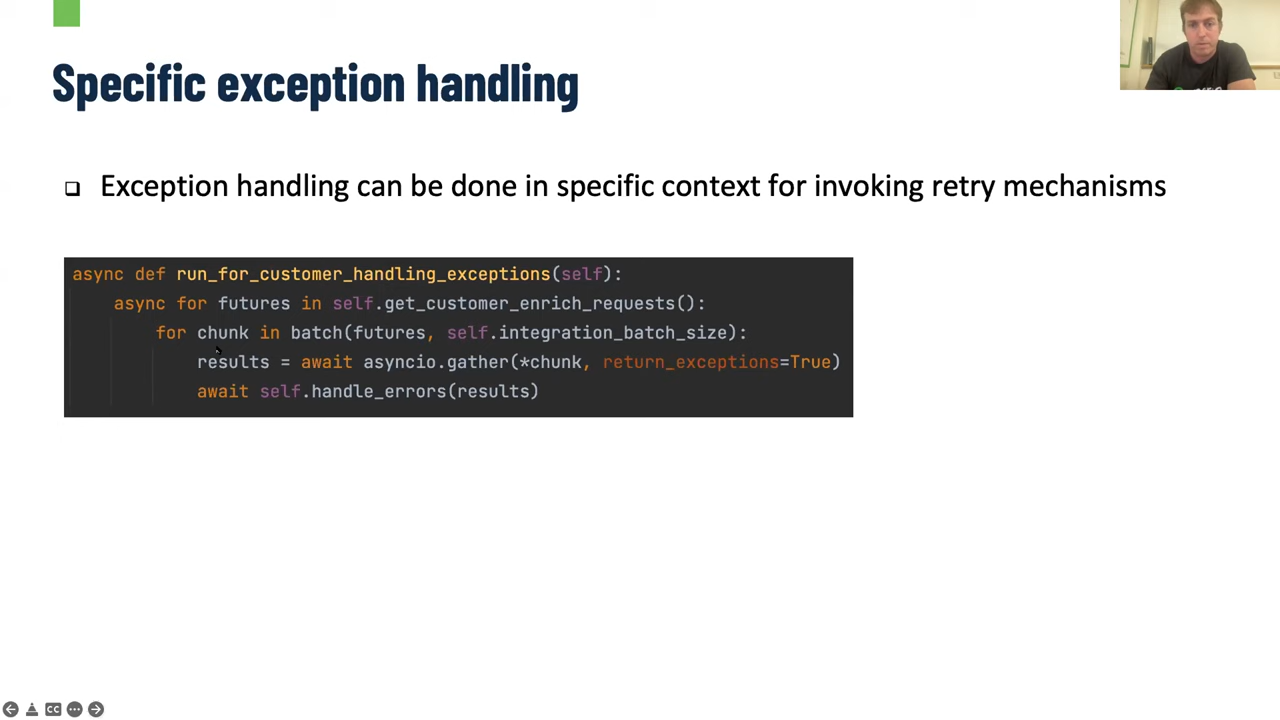 Specific exception handling
Exception handling can be done in specific context for invoking retry mechanisms
async def run_for_customer_handling_exceptions(self):
async for futures in self.get_customer_enrich_requests():
for chunk in batch(futures, self.integration_batch_size):
results = await asyncio.gather(*chunk, return_exceptions=True)
await self.handle_errors(results)
CC